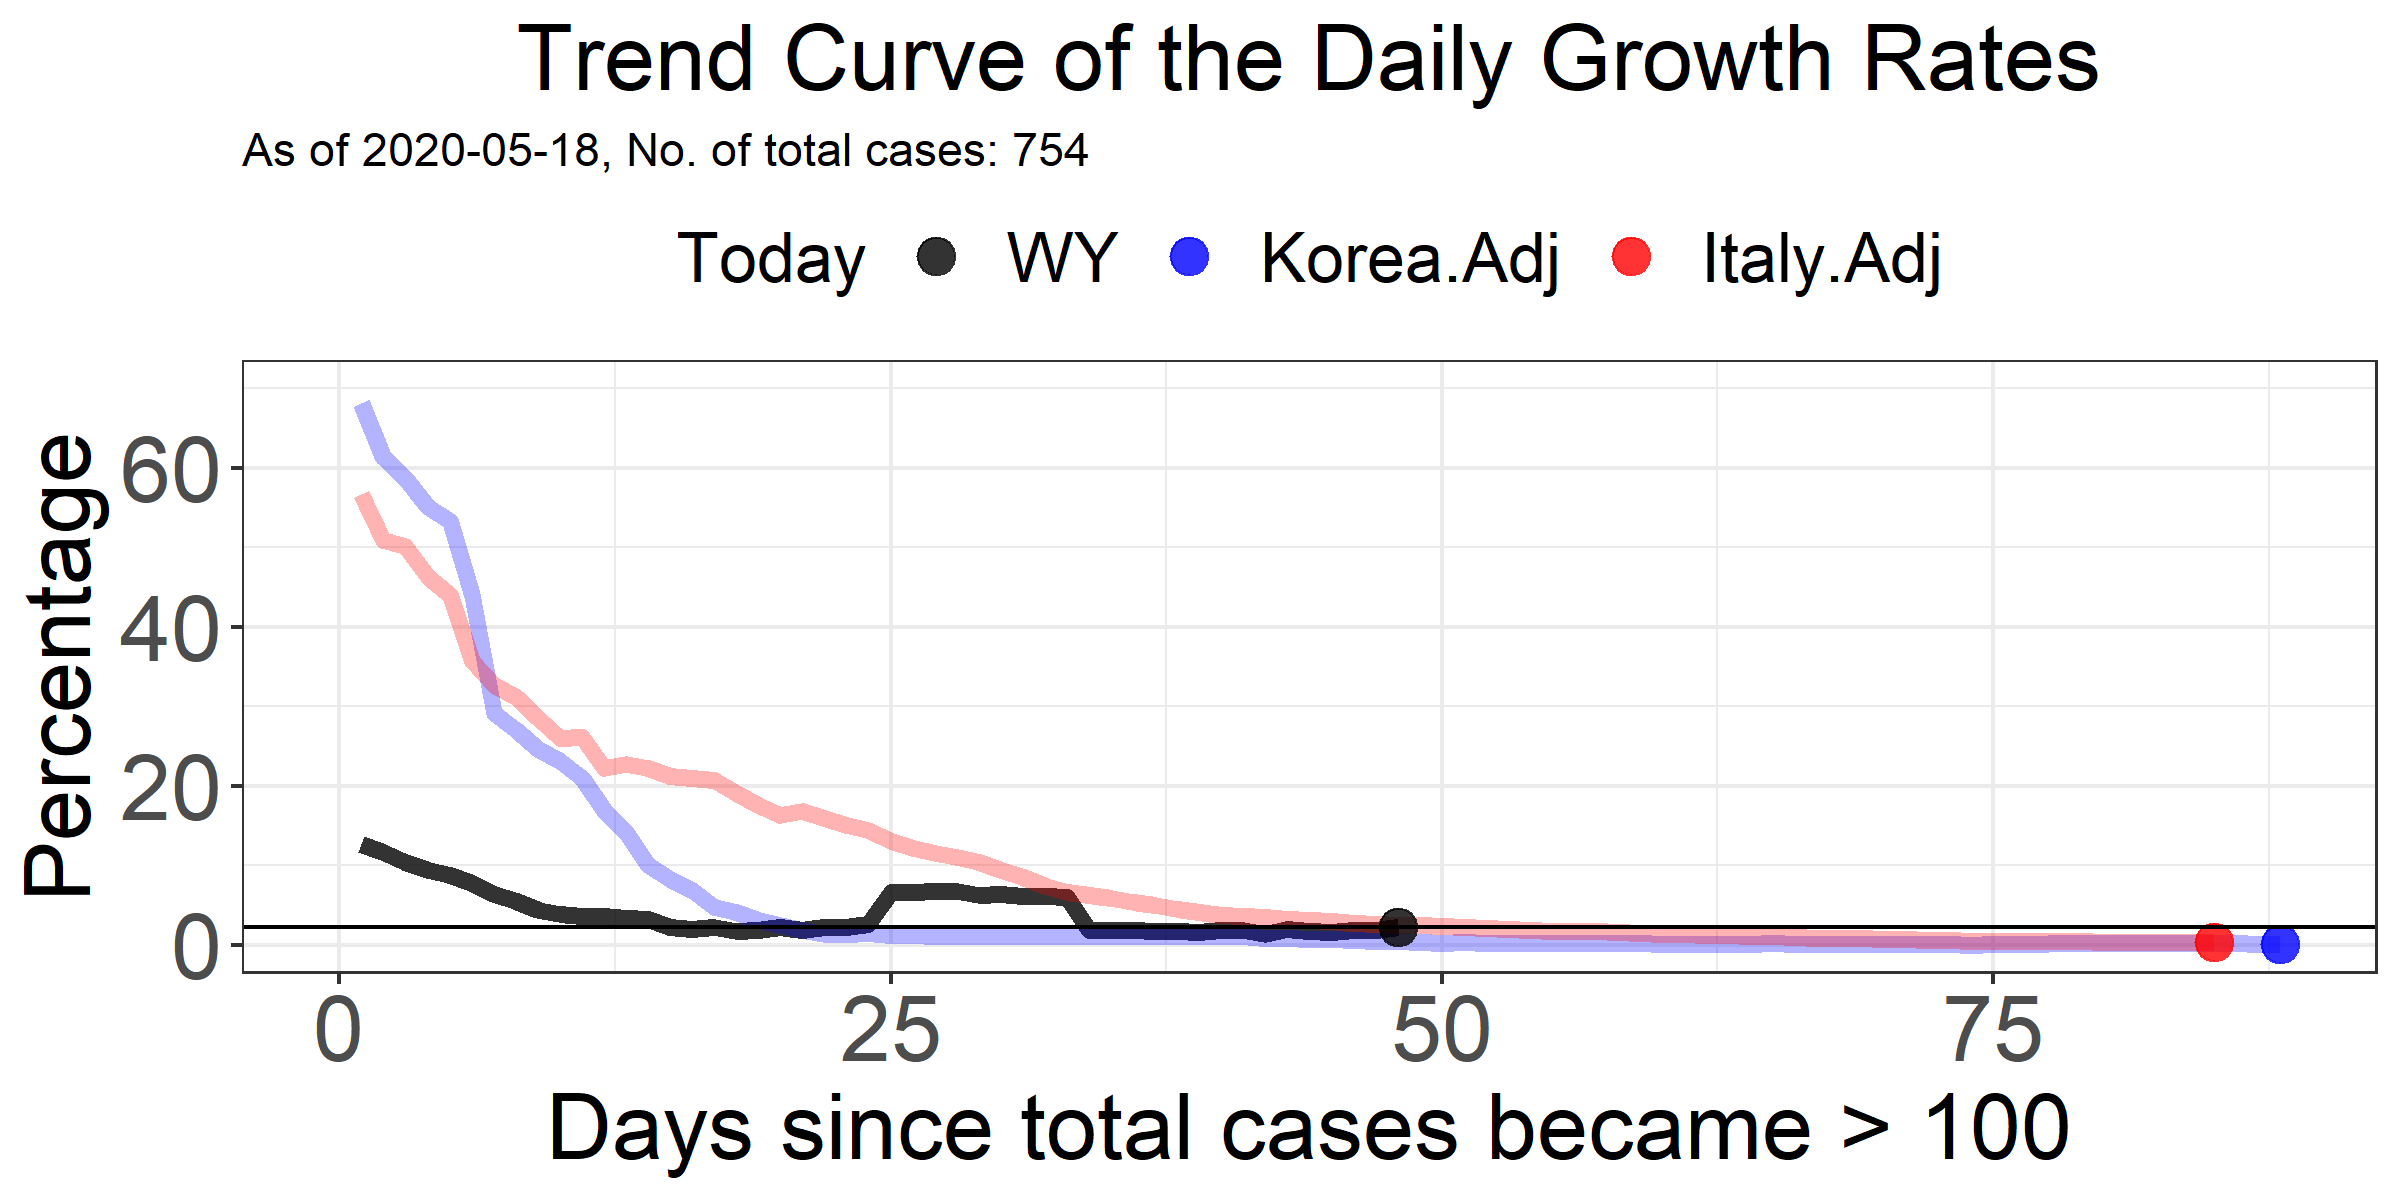 Trend Curve of the Daily Growth Rates
As of 2020-05-18, No. of total cases: 754
Today WY Korea.Adj Italy.Adj
Percentage
60
40
20
0
0 25 50 75
Days since total cases became > 100